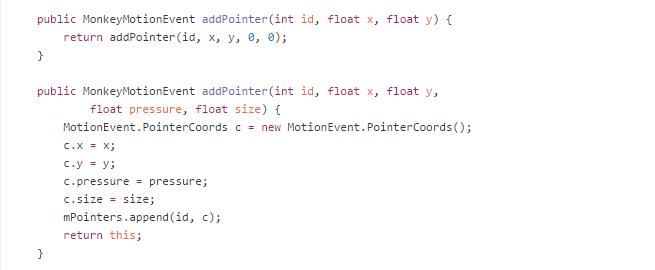 public MonkeyMotionEvent addPointer(int id, float x, float y) {
    return addPointer(id, x, y, 0, 0);
}

public MonkeyMotionEvent addPointer(int id, float x, float y,
        float pressure, float size) {
    MotionEvent.PointerCoords c = new MotionEvent.PointerCoords();
    c.x = x;
    c.y = y;
    c.pressure = pressure;
    c.size = size;
    mPointers.append(id, c);
    return this;
}